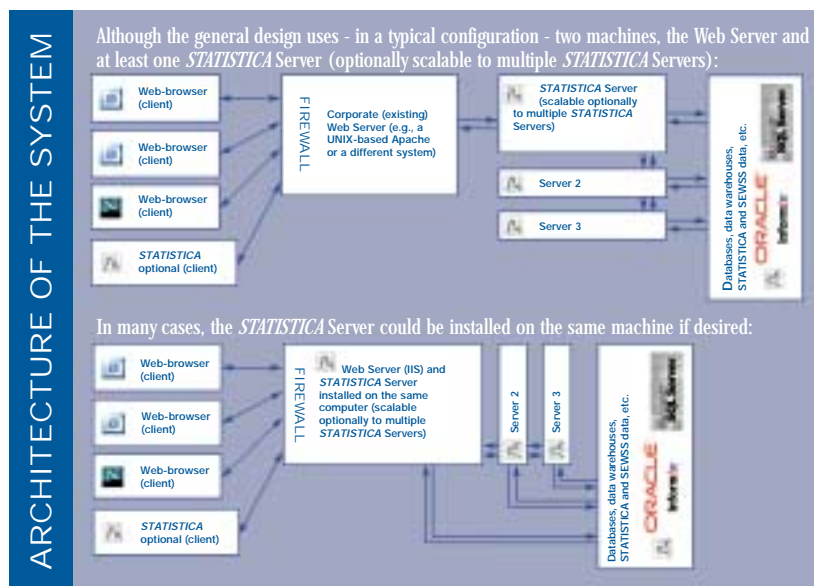 ARCHITECTURE OF THE SYSTEM
Although the general design uses - in a typical configuration - two machines, the Web Server and
at least one STATISTICA Server (optionally scalable to multiple STATISTICA Servers):
Web-browser
(client)
Web-browser
(client)
Web-browser
(client)
STATISTICA
optional (client)
FIREWALL
Corporate (existing)
Web Server (e.g., a
UNIX-based Apache
or a different system)
STATISTICA Server
(scalable optionally
to multiple STATISTICA
Servers)
Server 2
Server 3
Databases, data warehouses,
STATISTICA and SEWSS data, etc.
ORACLE
Informix
SQL Server
In many cases, the STATISTICA Server could be installed on the same machine if desired:
Web-browser
(client)
Web-browser
(client)
Web-browser
(client)
STATISTICA
optional (client)
FIREWALL
Web Server (IIS) and
STATISTICA Server
installed on the same
computer (scalable
optionally to multiple
STATISTICA Servers)
Server 2
Server 3
Databases, data warehouses,
STATISTICA and SEWSS data, etc.
ORACLE
Informix
SQL Server